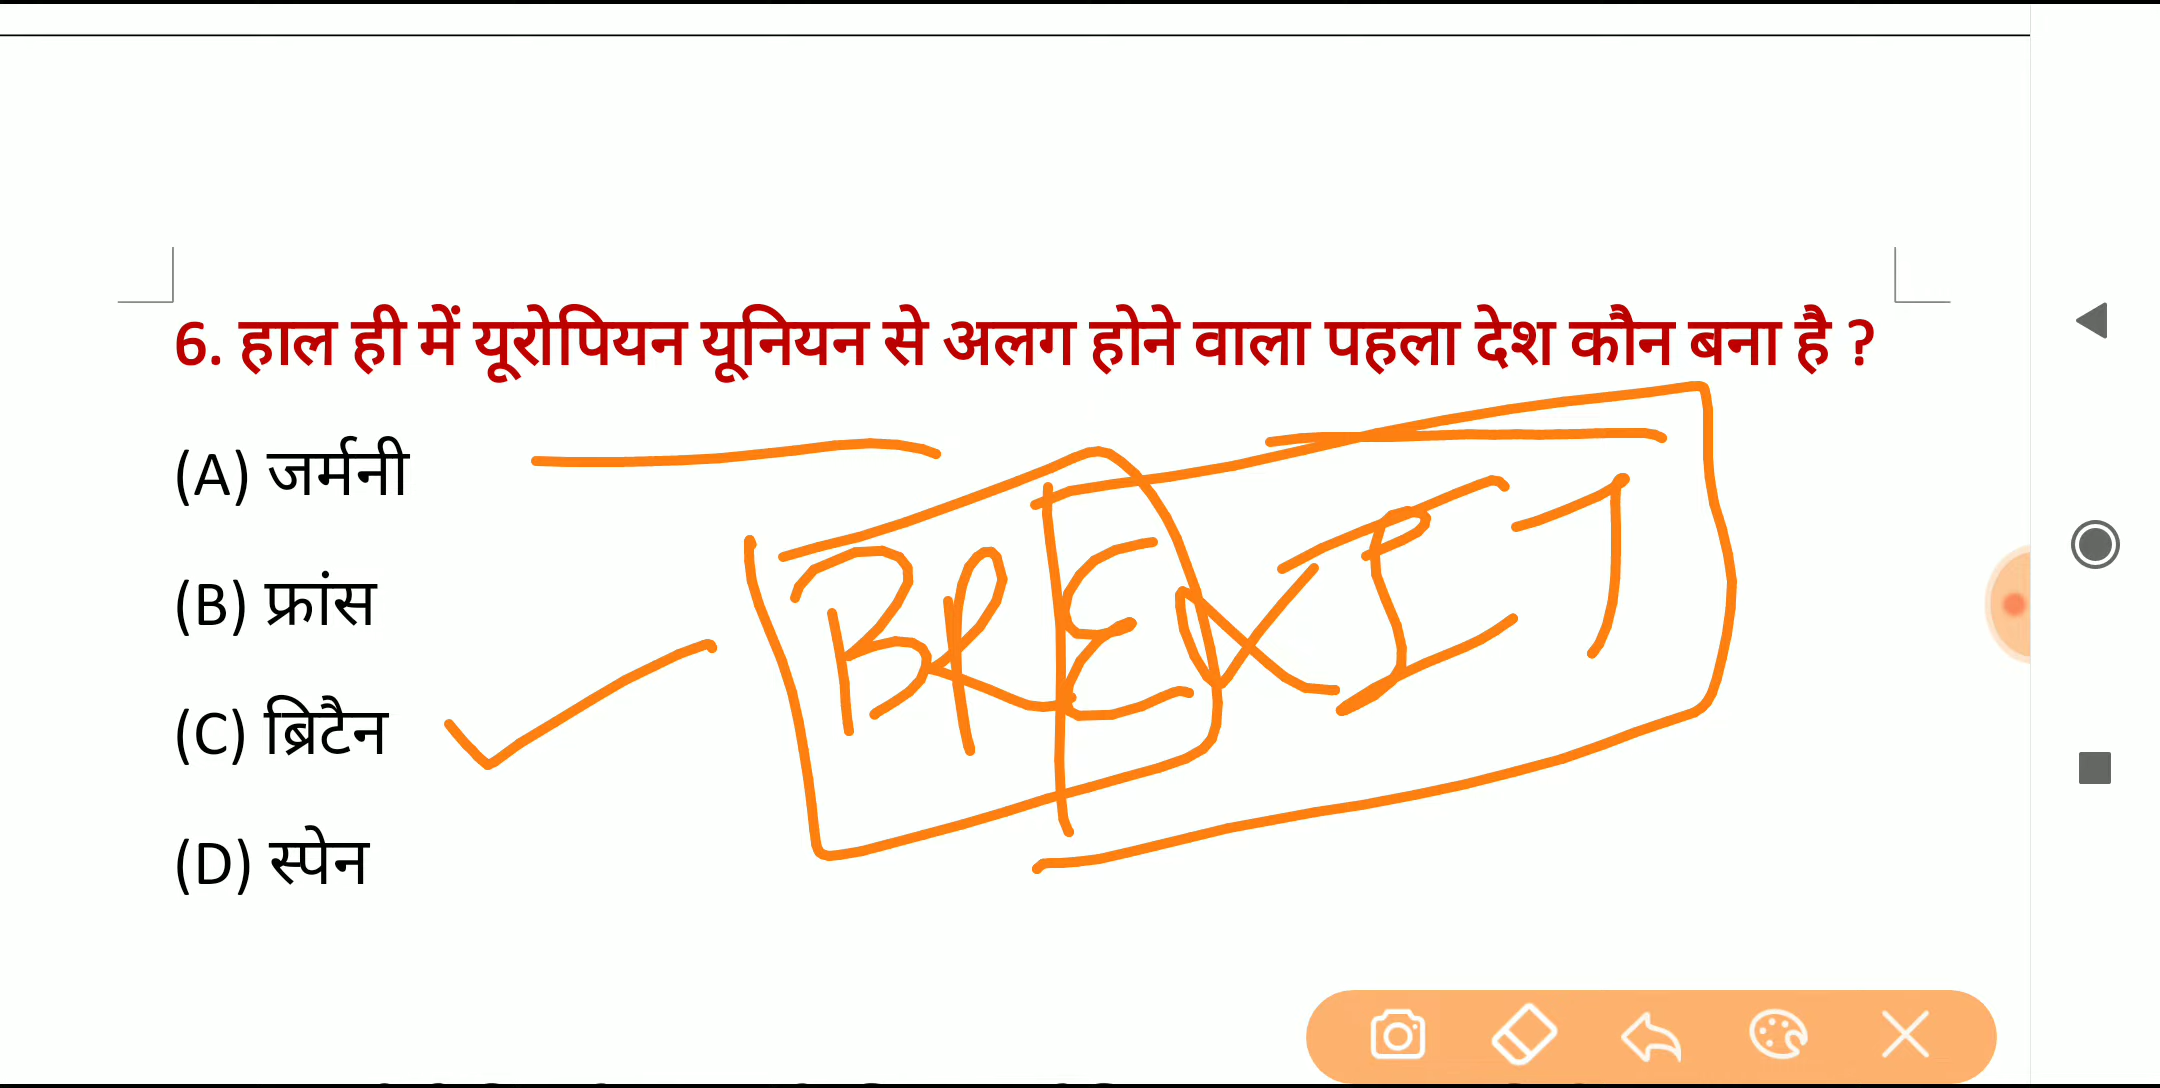 6. हाल ही में यूरोपियन यूनियन से अलग होने वाला पहला देश कौन बना है ?
(A) जर्मनी
(B) फ्रांस
(C) ब्रिटैन
(D) स्पेन
BREXIT